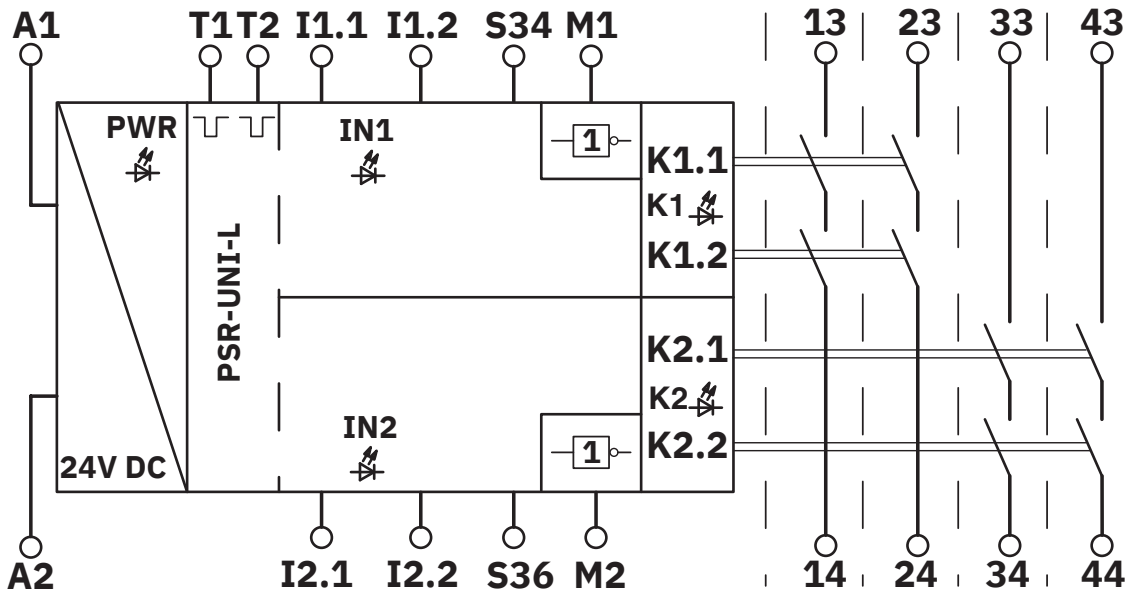 A1 T1 T2 I1.1 I1.2 S34 M1 13 23 33 43
PWR IN1 1
K1.1
K1
K1.2
PSR-UNI-L
K2.1
K2
IN2
K2.2
1
24V DC
A2 I2.1 I2.2 S36 M2 14 24 34 44